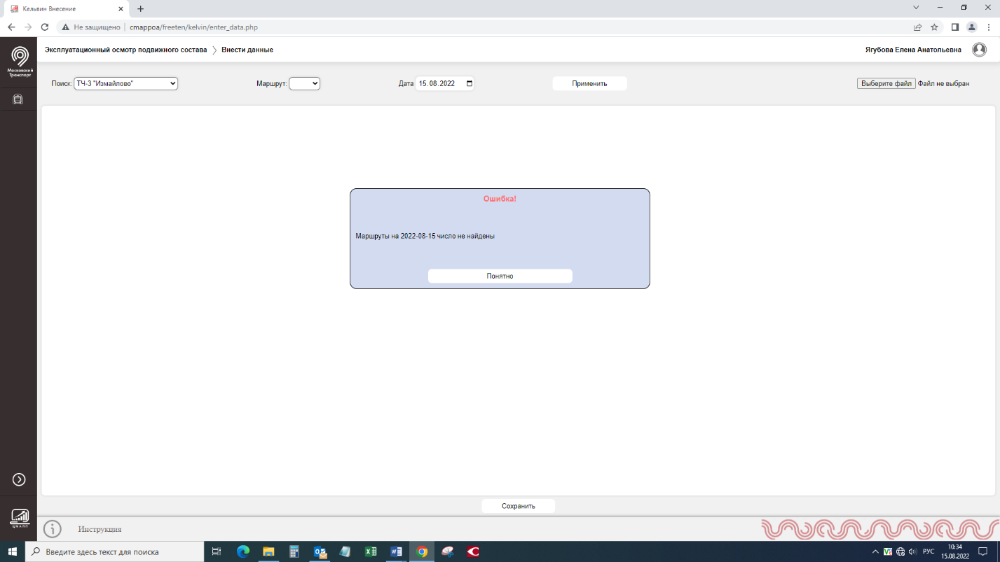 Кельвин Внесение
Не защищено cmappoa/freeten/kelvin/enter_data.php
Московский
Транспорт
Эксплуатационный осмотр подвижного состава Внести данные
Ягубова Елена Анатольевна
Поиск: ТЧ-3 "Измайлово" Маршрут: Дата 15.08.2022 Применить Выберите файл Файл не выбран
Ошибка!
Маршруты на 2022-08-15 число не найдены
Понятно
Сохранить
ЦМАПП
Инструкция
Введите здесь текст для поиска
РУС
10:34
15.08.2022